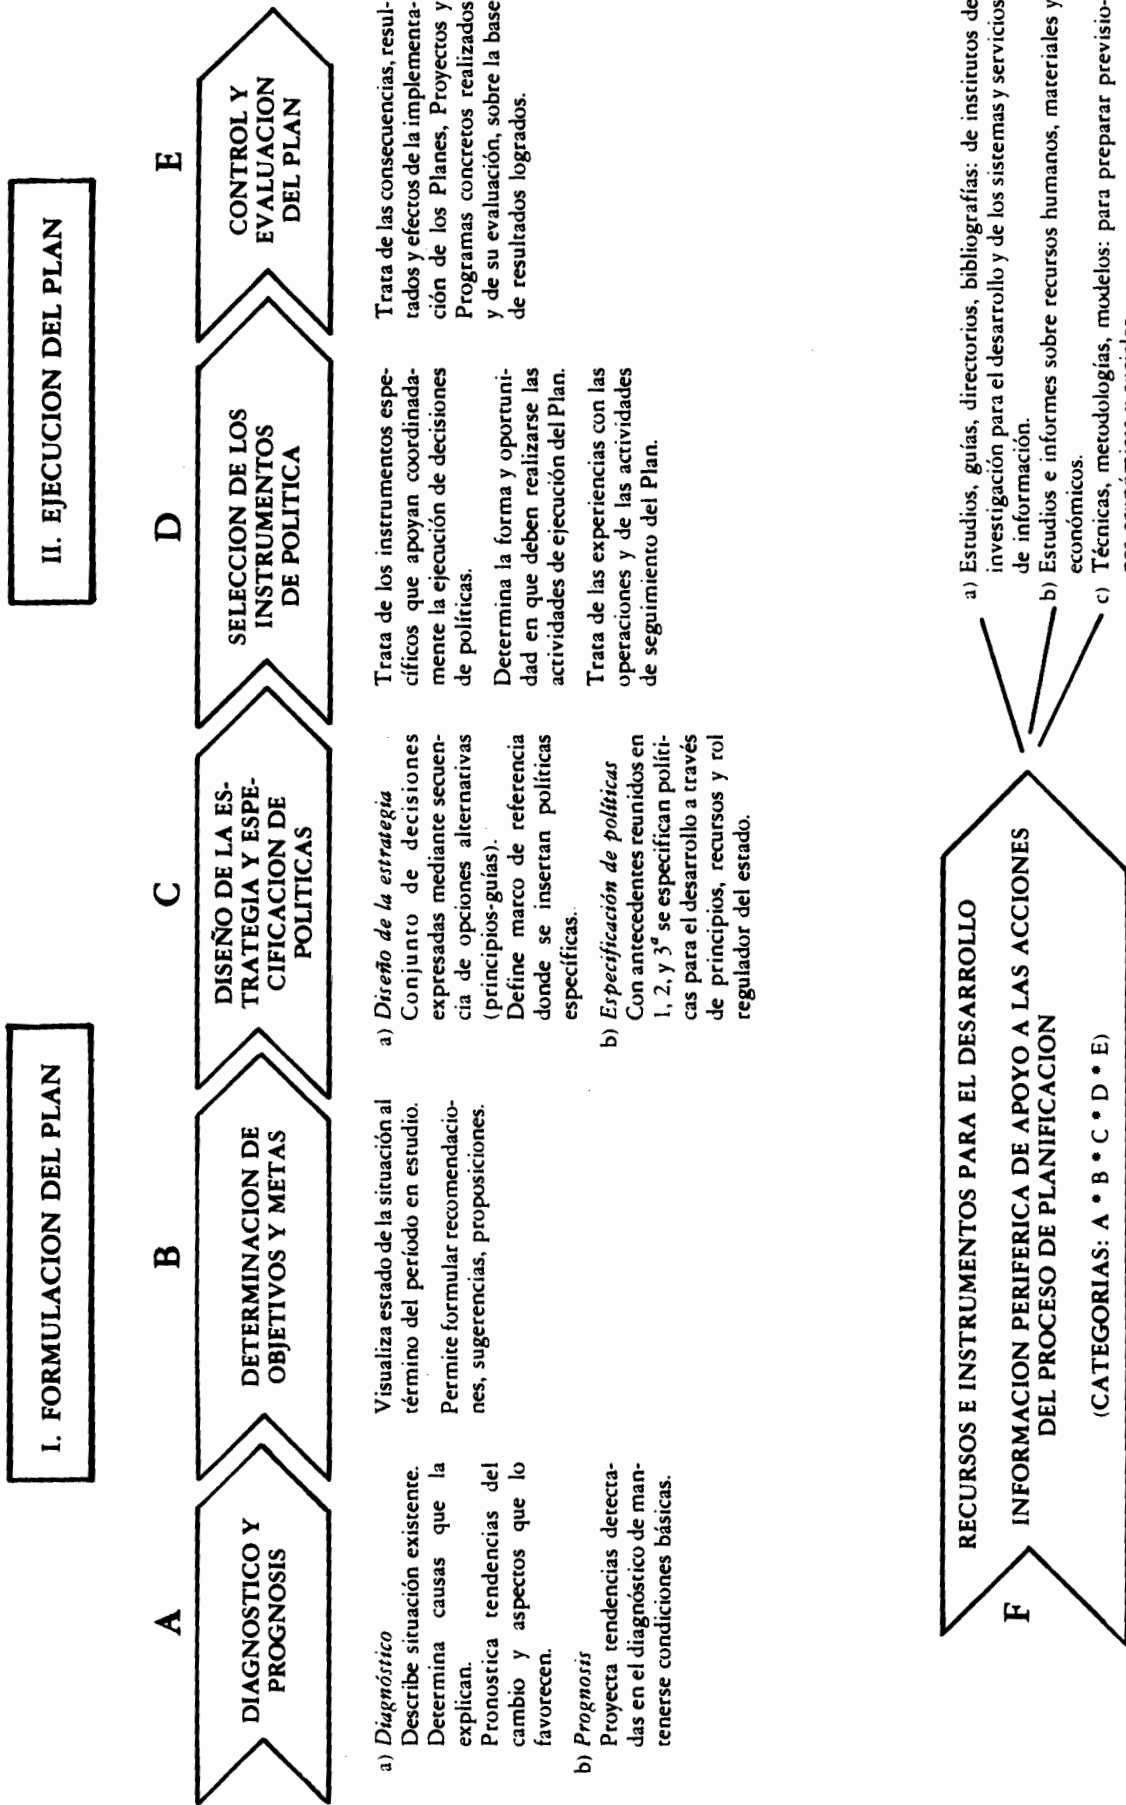 I. FORMULACION DEL PLAN
II. EJECUCION DEL PLAN
A
DIAGNOSTICO Y
PROGNOSIS
a) Diagnóstico
Describe situación existente.
Determina causas que la
explican.
Pronostica tendencias del
cambio y aspectos que lo
favorecen.
b) Prognosis
Proyecta tendencias detecta-
das en el diagnóstico de man-
tenerse condiciones básicas.
B
DETERMINACION DE
OBJETIVOS Y METAS
Visualiza estado de la situación al
término del período en estudio.
Permite formular recomendacio-
nes, sugerencias, proposiciones.
C
DISEÑO DE LA ES-
TRATEGIA Y ESPE-
CIFICACION DE
POLITICAS
a) Diseño de la estrategia
Conjunto de decisiones
expresadas mediante secuen-
cia de opciones alternativas
(principios-guías).
Define marco de referencia
donde se insertan políticas
específicas.
b) Especificación de políticas
Con antecedentes reunidos en
1, 2, y 3ª se especifican políti-
cas para el desarrollo a través
de principios, recursos y rol
regulador del estado.
D
SELECCION DE LOS
INSTRUMENTOS
DE POLITICA
Trata de los instrumentos espe-
cíficos que apoyan coordinada-
mente la ejecución de decisiones
de políticas.
Determina la forma y oportuni-
dad en que deben realizarse las
actividades de ejecución del Plan.
Trata de las experiencias con las
operaciones y de las actividades
de seguimiento del Plan.
E
CONTROL Y
EVALUACION
DEL PLAN
Trata de las consecuencias, resul-
tados y efectos de la implementa-
ción de los Planes, Proyectos y
Programas concretos realizados
y de su evaluación, sobre la base
de resultados logrados.
F
RECURSOS E INSTRUMENTOS PARA EL DESARROLLO
INFORMACION PERIFERICA DE APOYO A LAS ACCIONES
DEL PROCESO DE PLANIFICACION
(CATEGORIAS: A * B * C * D * E)
a) Estudios, guías, directorios, bibliografías: de institutos de
investigación para el desarrollo y de los sistemas y servicios
de información.
b) Estudios e informes sobre recursos humanos, materiales y
económicos.
c) Técnicas, metodologías, modelos: para preparar previsio-